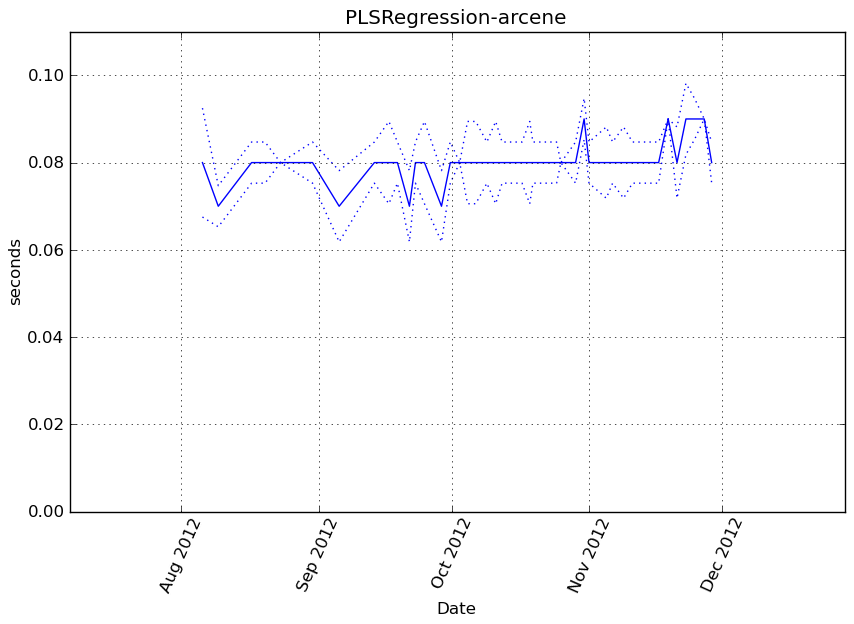 PLSRegression-arcene
0.10
0.08
0.06
0.04
0.02
0.00
seconds
Aug 2012
Sep 2012
Oct 2012
Nov 2012
Dec 2012
Date